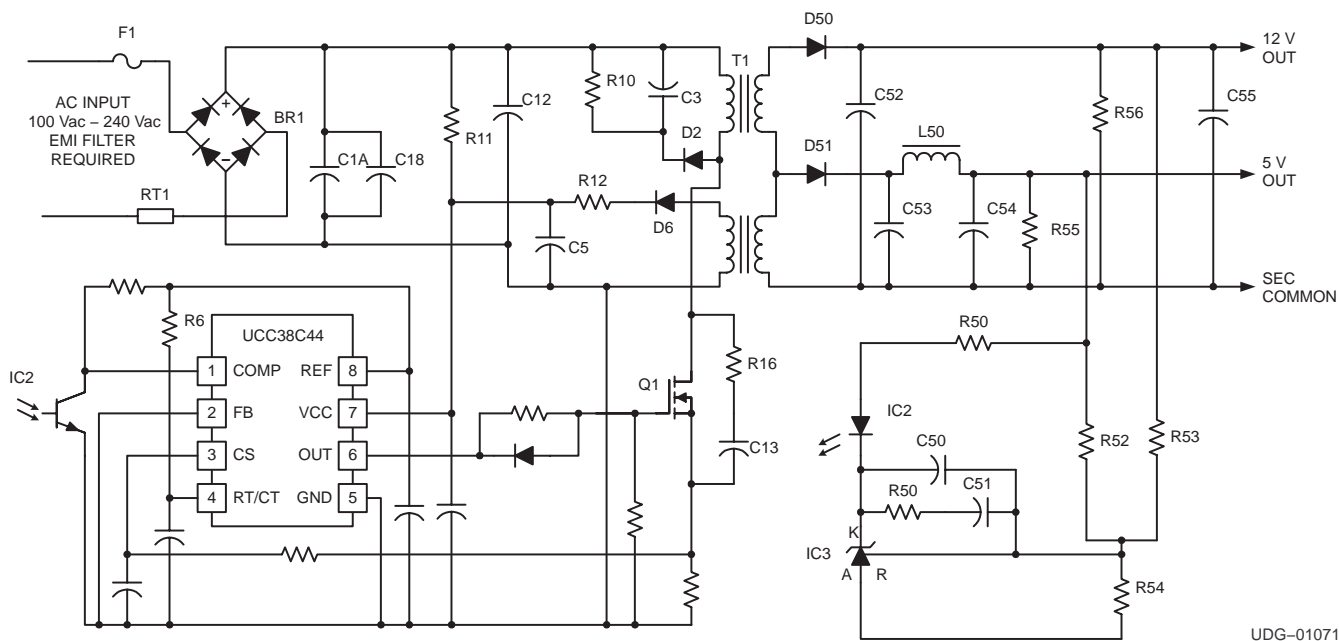 F1
D50
12 V
OUT
T1
AC INPUT
100 Vac – 240 Vac
EMI FILTER
REQUIRED
+
–
BR1
R10
C3
C12
C52
R56
C55
R11
D2
C1A
C18
D51
L50
5 V
OUT
RT1
R12
D6
C5
C53
C54
R55
SEC
COMMON
R6
UCC38C44
R50
IC2
1 COMP REF 8
R16
Q1
2 FB VCC 7
IC2
R52
R53
3 CS OUT 6
C50
C13
C51
4 RT/CT GND 5
R50
K
IC3
A R
R54
UDG–01071